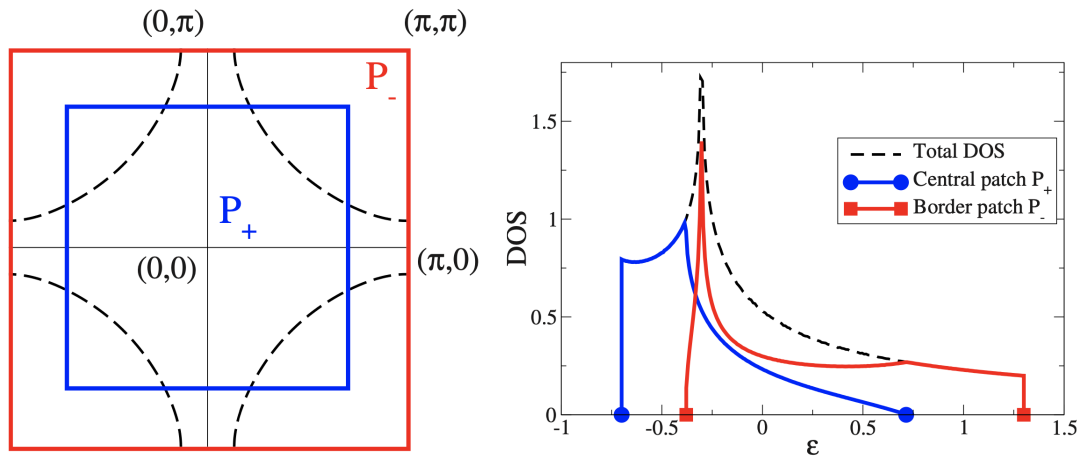 (0,π) (π,π)
P-
P+
(0,0) (π,0)
DOS
1.5
1
0.5
0
-1 -0.5 0 0.5 1 1.5
ε
Total DOS
Central patch P+
Border patch P-